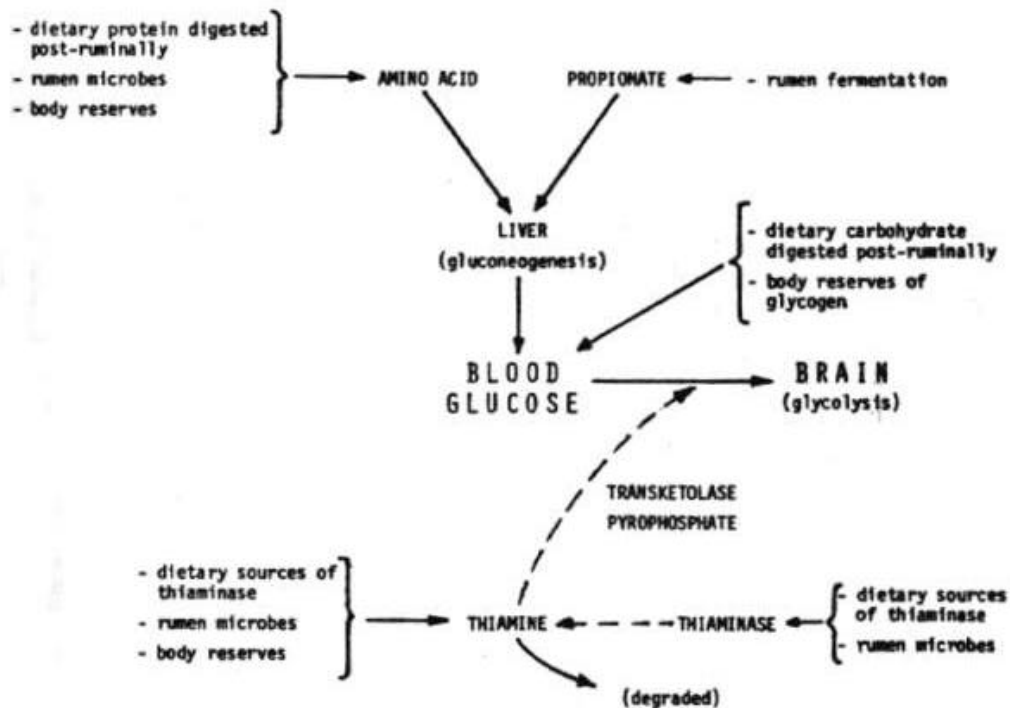 - dietary protein digested
post-ruminally
- rumen microbes
- body reserves
AMINO ACID
PROPIONATE
- rumen fermentation
LIVER
(gluconeogenesis)
- dietary carbohydrate
digested post-ruminally
- body reserves of
glycogen
BLOOD
GLUCOSE
BRAIN
(glycolysis)
TRANSKETOLASE
PYROPHOSPHATE
- dietary sources of
thiaminase
- rumen microbes
- body reserves
THIAMINE
THIAMINASE
- dietary sources
of thiaminase
- rumen microbes
(degraded)